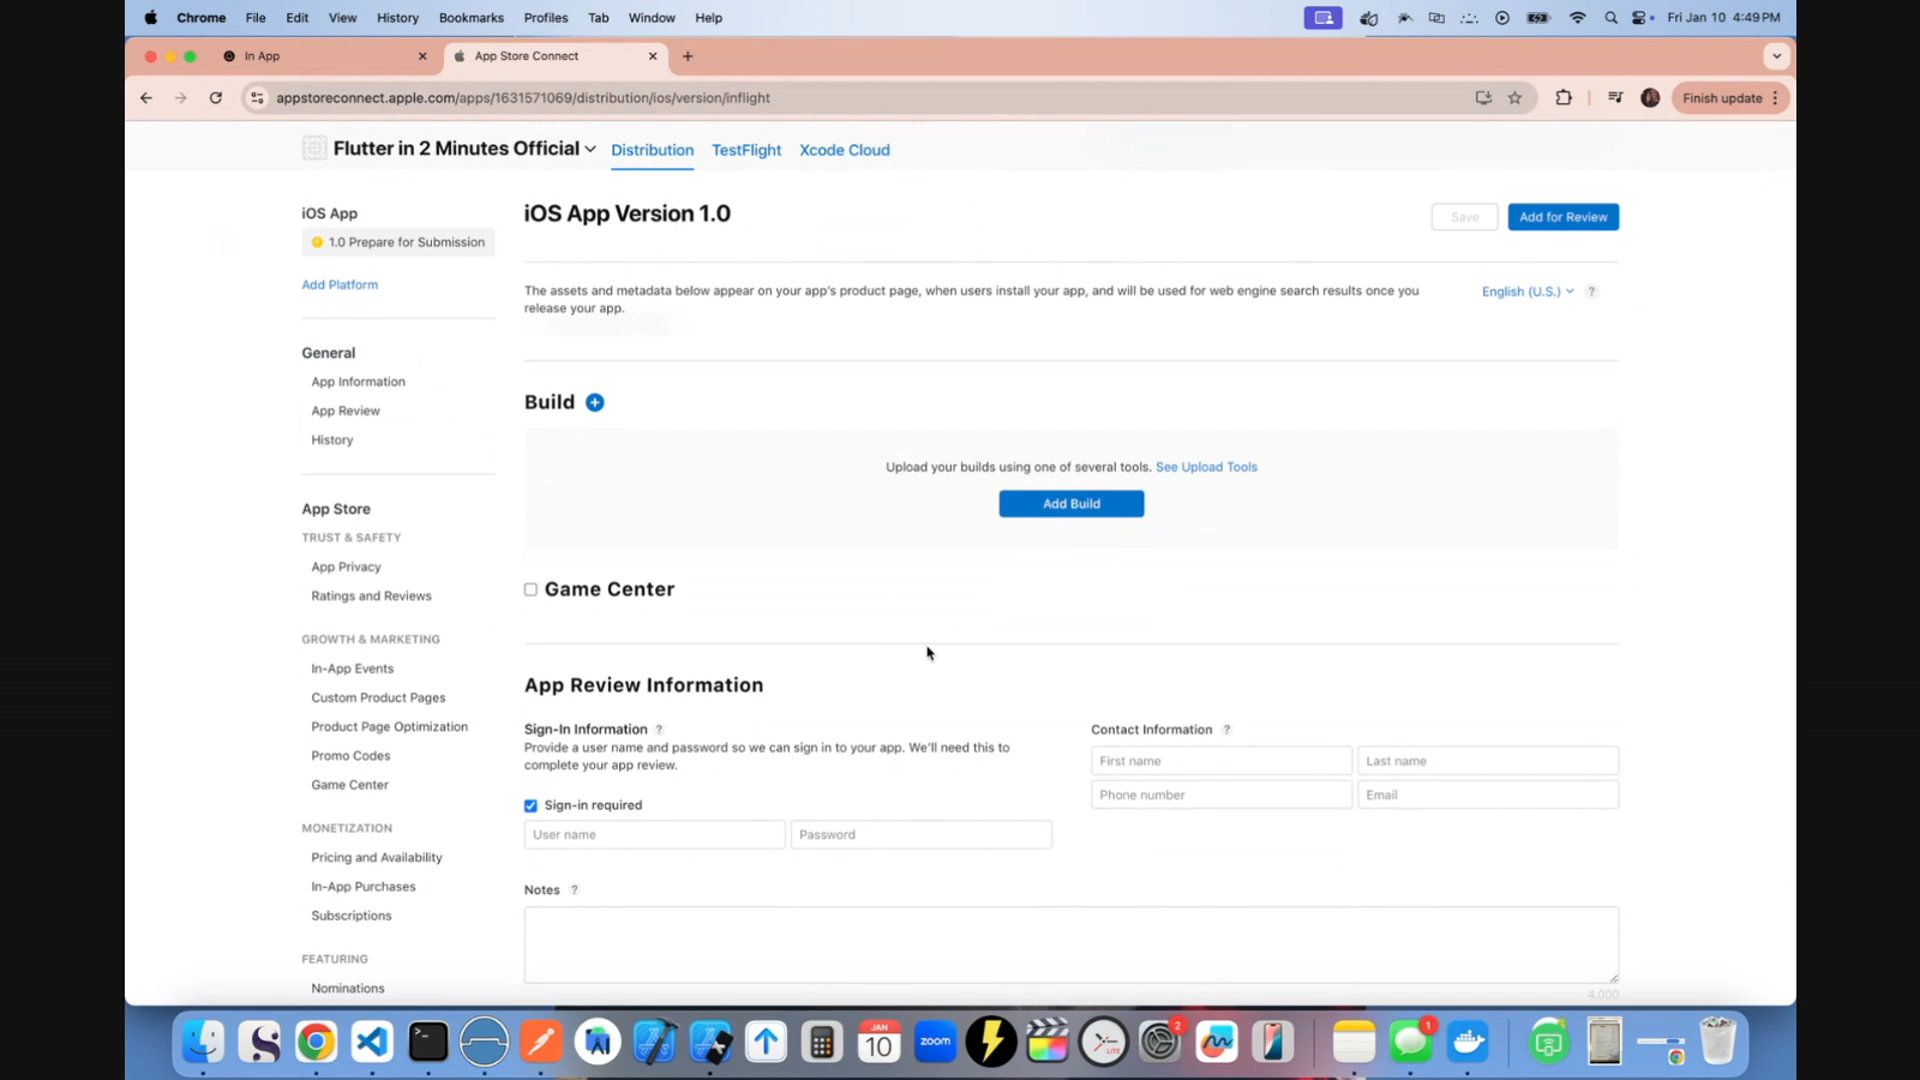 Chrome File Edit View History Bookmarks Profiles Tab Window Help Fri Jan 10 4:49 PM
In App
App Store Connect
appstoreconnect.apple.com/apps/1631571069/distribution/ios/version/inflight
Finish update
Flutter in 2 Minutes Official
Distribution TestFlight Xcode Cloud
iOS App
1.0 Prepare for Submission
Add Platform
General
App Information
App Review
History
App Store
TRUST & SAFETY
App Privacy
Ratings and Reviews
GROWTH & MARKETING
In-App Events
Custom Product Pages
Product Page Optimization
Promo Codes
Game Center
MONETIZATION
Pricing and Availability
In-App Purchases
Subscriptions
FEATURING
Nominations
iOS App Version 1.0
Save Add for Review
The assets and metadata below appear on your app's product page, when users install your app, and will be used for web engine search results once you
release your app.
English (U.S.) ?
Build
Upload your builds using one of several tools. See Upload Tools
Add Build
Game Center
App Review Information
Sign-In Information ?
Provide a user name and password so we can sign in to your app. We'll need this to
complete your app review.
Sign-in required
User name Password
Contact Information ?
First name Last name
Phone number Email
Notes ?
4,000
JAN
10
zoom
LITE
2
1